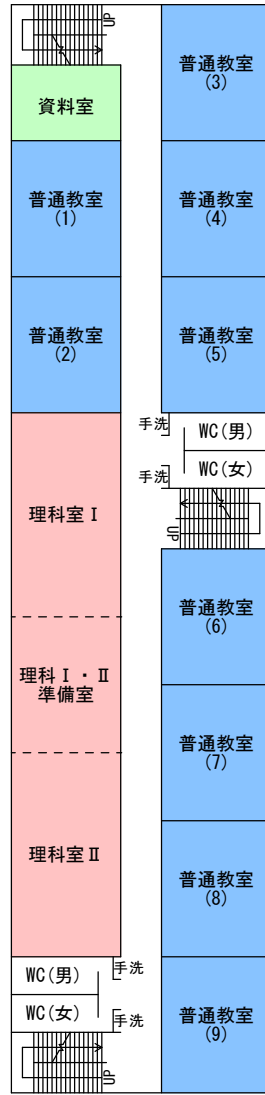 UP
資料室
普通教室
(1)
普通教室
(2)
理科室Ⅰ
理科Ⅰ・Ⅱ
準備室
理科室Ⅱ
WC(男)
手洗
WC(女)
手洗
UP
普通教室
(3)
普通教室
(4)
普通教室
(5)
手洗
WC(男)
手洗
WC(女)
UP
普通教室
(6)
普通教室
(7)
普通教室
(8)
普通教室
(9)